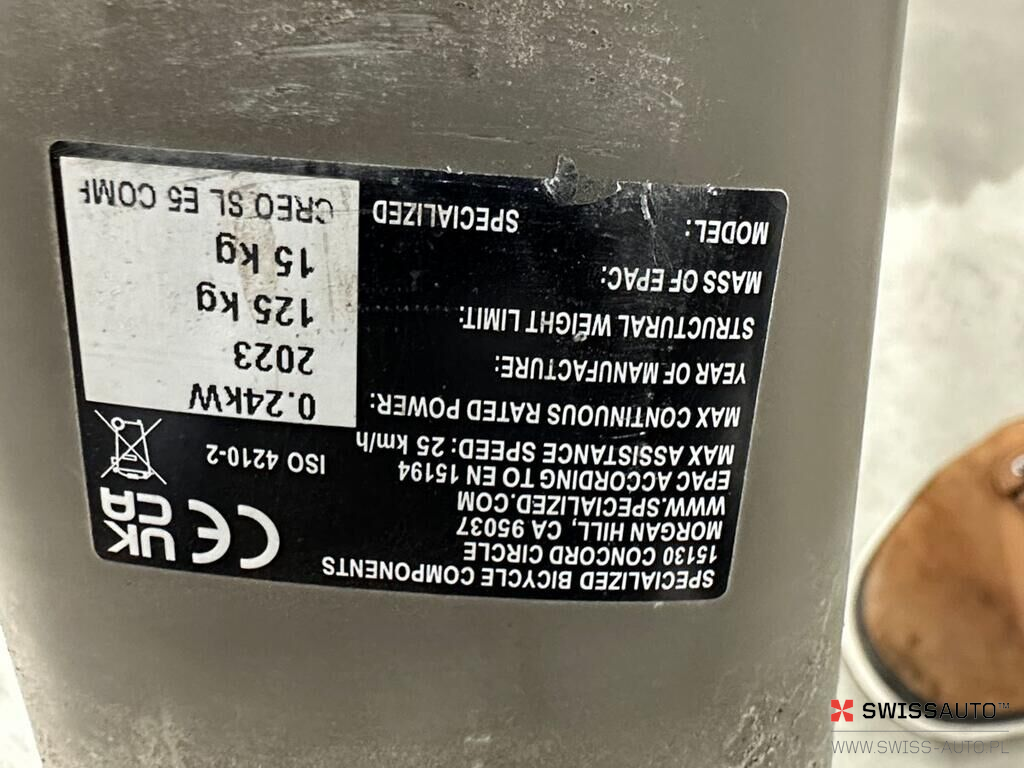 SPECIALIZED BICYCLE COMPONENTS
15130 CONCORD CIRCLE
MORGAN HILL, CA 95037
WWW.SPECIALIZED.COM
EPAC ACCORDING TO EN 15194
MAX ASSISTANCE SPEED: 25 km/h
CE UKCA
ISO 4210-2
MAX CONTINUOUS RATED POWER: 0.24kW
YEAR OF MANUFACTURE: 2023
STRUCTURAL WEIGHT LIMIT: 125 kg
MASS OF EPAC: 15 kg
MODEL: SPECIALIZED CREO SL E5 COMP
SWISSAUTO™
WWW.SWISS-AUTO.PL